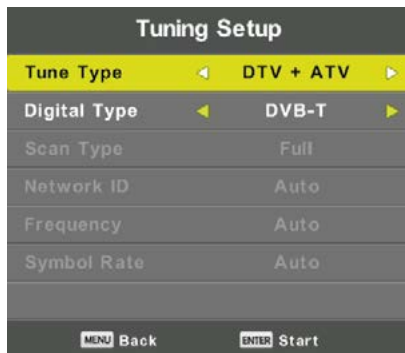 Tuning Setup
Tune Type DTV + ATV
Digital Type DVB-T
Scan Type Full
Network ID Auto
Frequency Auto
Symbol Rate Auto
MENU Back ENTER Start